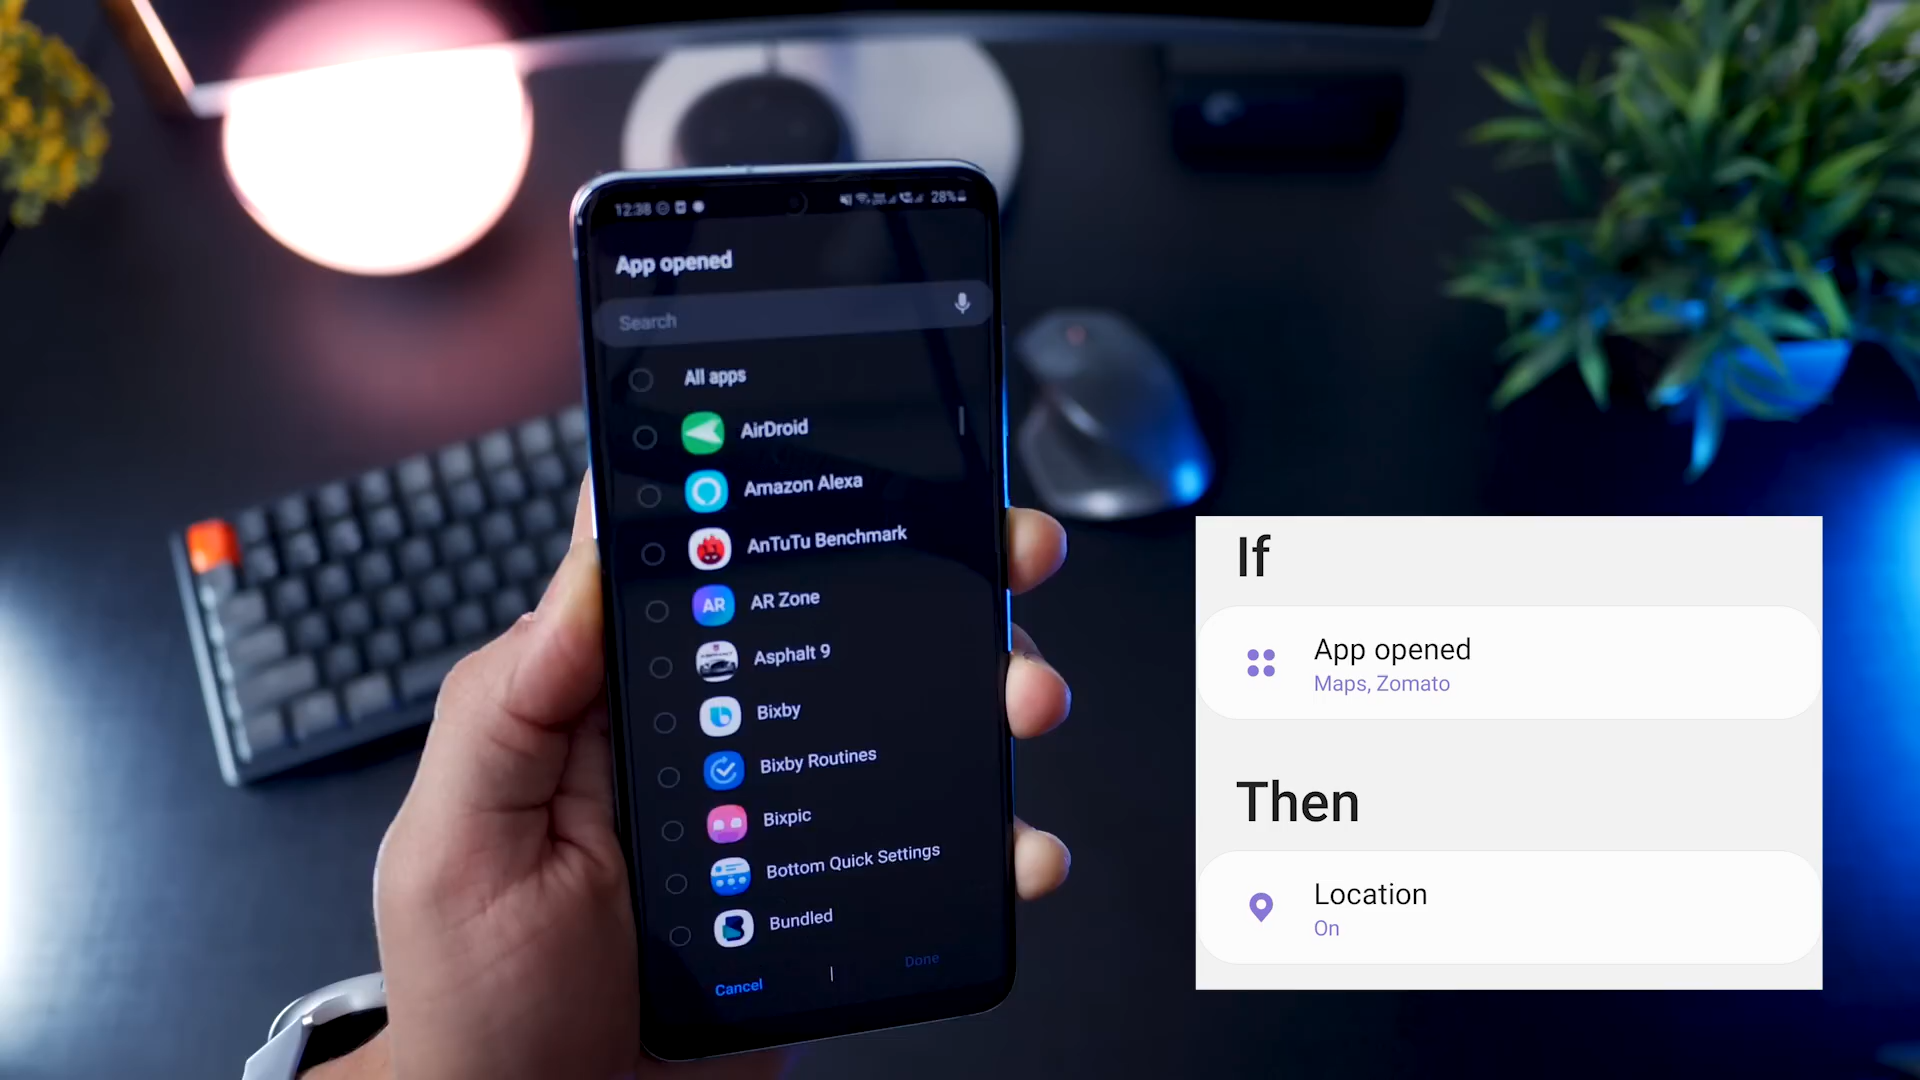 12:38
28%
App opened
Search
All apps
AirDroid
Amazon Alexa
AnTuTu Benchmark
AR
AR Zone
Asphalt 9
Bixby
Bixby Routines
Bixpic
Bottom Quick Settings
Bundled
Cancel
Done
If
App opened
Maps, Zomato
Then
Location
On